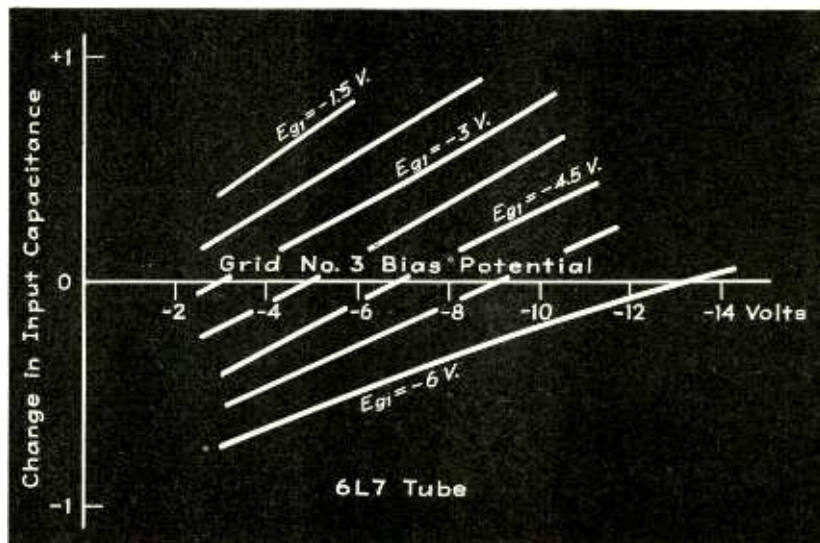 +1
Eg1 = -1.5 V.
Eg1 = -3 V.
Eg1 = -4.5 V.
Grid No. 3 Bias Potential
0
-2 -4 -6 -8 -10 -12 -14 Volts
Eg1 = -6 V.
Change in Input Capacitance
-1
6L7 Tube